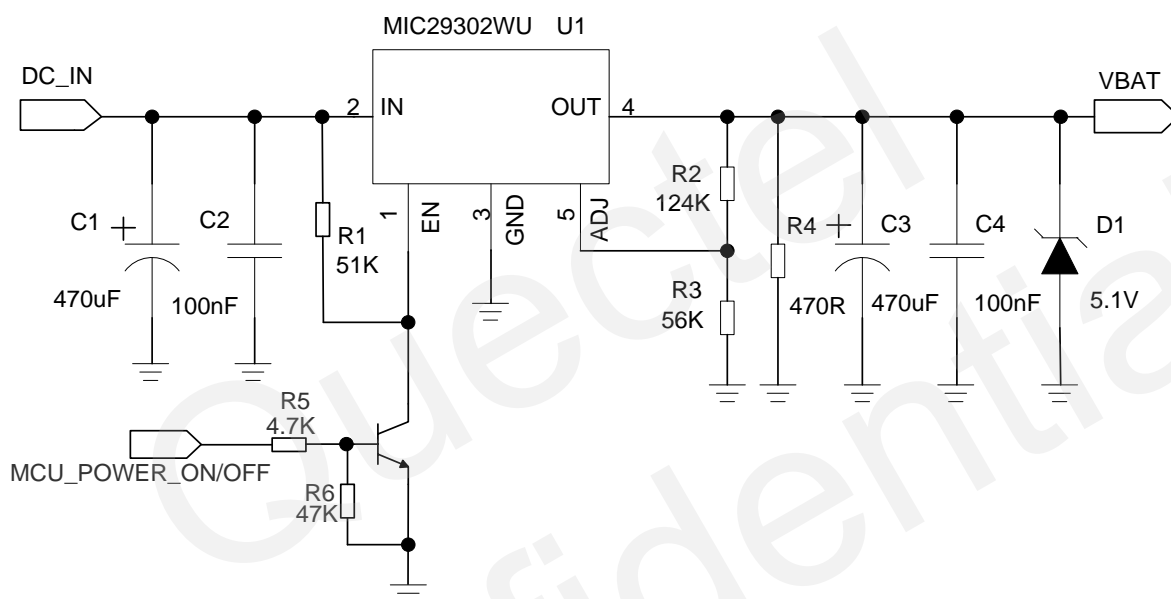 MIC29302WU U1
DC_IN
VBAT
2
IN
OUT
4
1
EN
3
GND
5
ADJ
C1
+
470uF
C2
100nF
R1
51K
R2
124K
R3
56K
R4
470R
+
C3
470uF
C4
100nF
D1
5.1V
R5
4.7K
MCU_POWER_ON/OFF
R6
47K
Quectel
Confidential